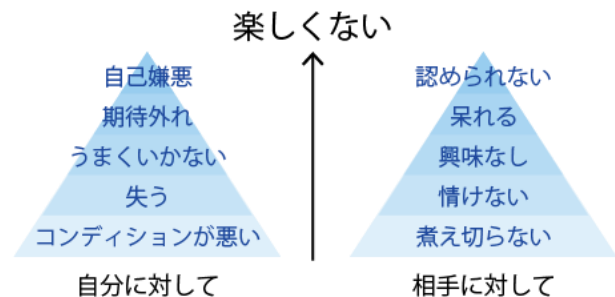 楽しくない
自己嫌悪
期待外れ
うまくいかない
失う
コンディションが悪い
自分に対して
認められない
呆れる
興味なし
情けない
煮え切らない
相手に対して